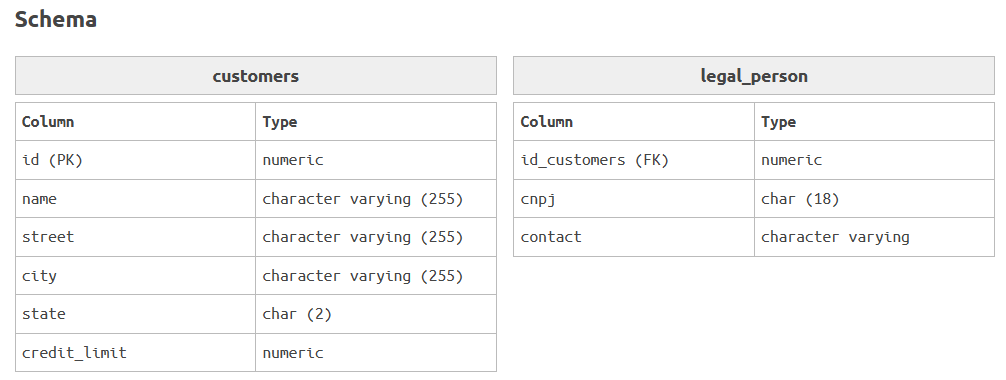 Schema
customers
Column Type
id (PK) numeric
name character varying (255)
street character varying (255)
city character varying (255)
state char (2)
credit_limit numeric
legal_person
Column Type
id_customers (FK) numeric
cnpj char (18)
contact character varying